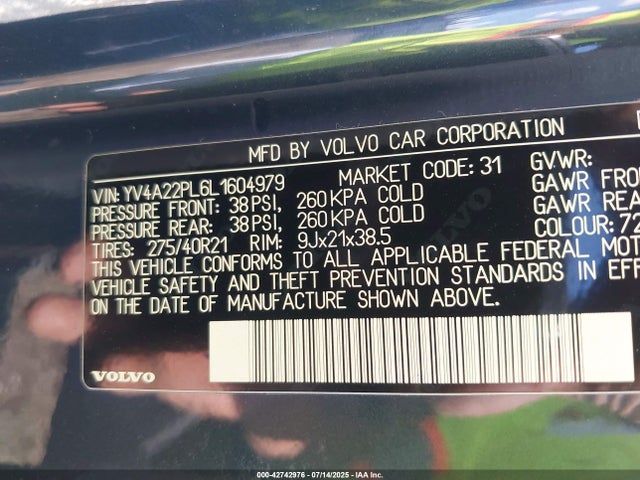 MFD BY VOLVO CAR CORPORATION
VIN: YV4A22PL6L1604979 MARKET CODE: 31 GVWR:
PRESSURE FRONT: 38PSI, 260KPA COLD GAWR FRO
PRESSURE REAR: 38PSI, 260KPA COLD GAWR REA
TIRES: 275/40R21 RIM: 9Jx21x38.5 COLOUR: 72
THIS VEHICLE CONFORMS TO ALL APPLICABLE FEDERAL MOT
VEHICLE SAFETY AND THEFT PREVENTION STANDARDS IN EFF
ON THE DATE OF MANUFACTURE SHOWN ABOVE.
VOLVO
000-42742976 - 07/14/2025 - IAA Inc.